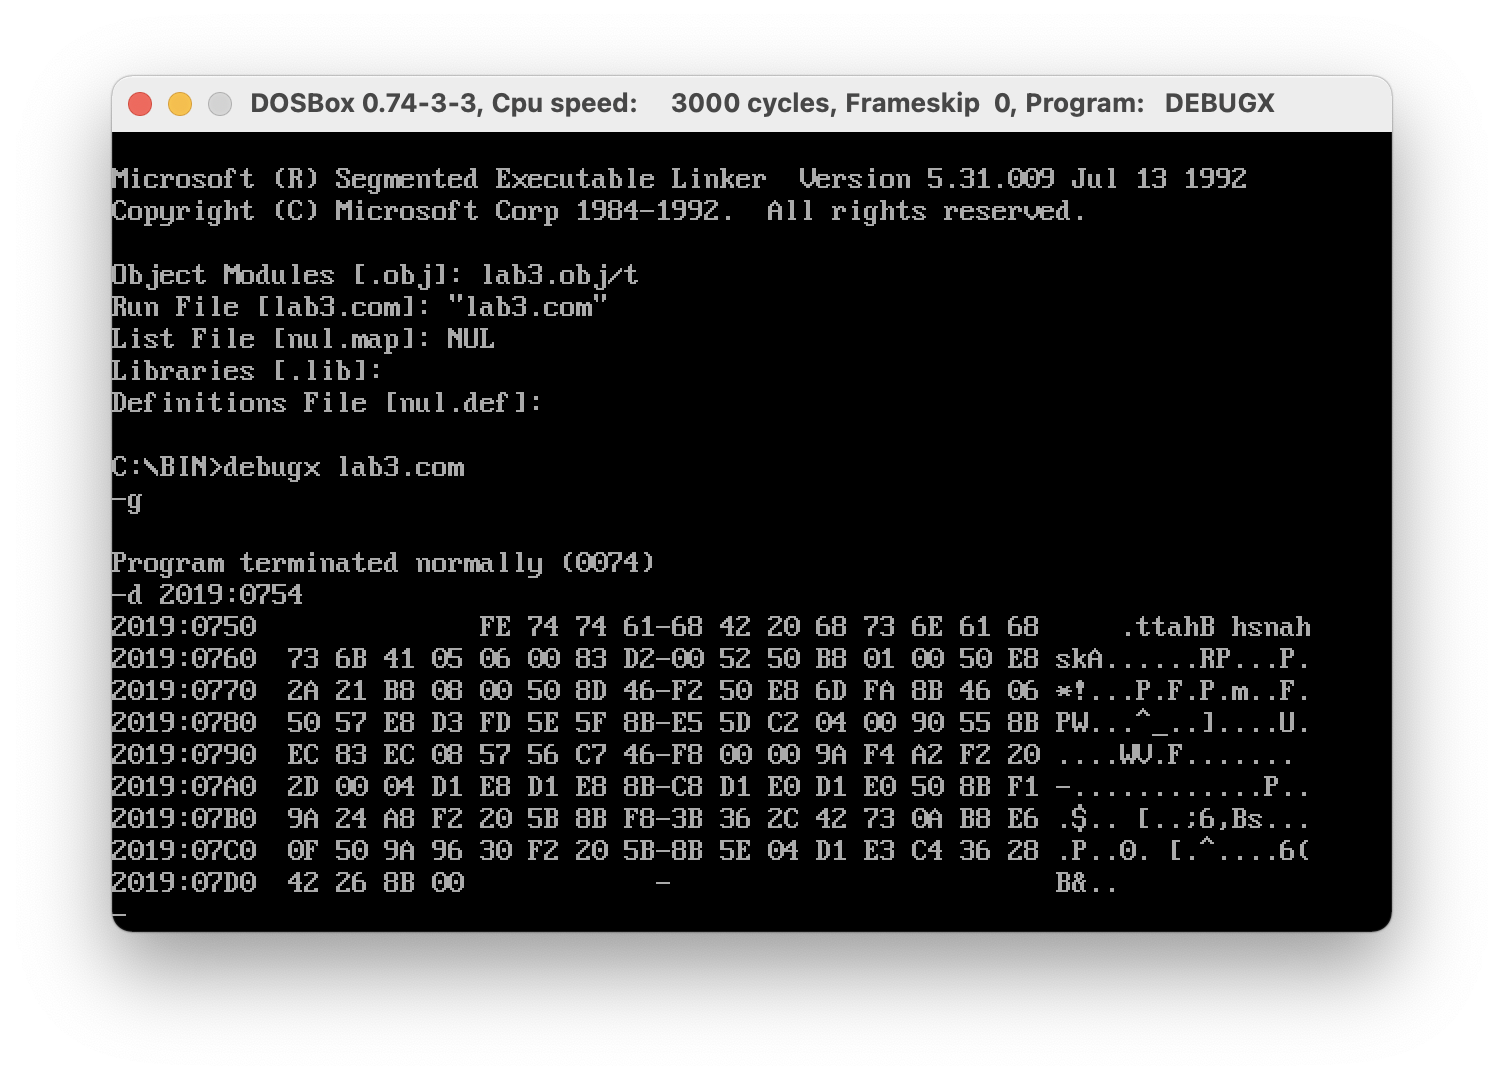 DOSBox 0.74-3-3, Cpu speed:    3000 cycles, Frameskip  0, Program:   DEBUGX
Microsoft (R) Segmented Executable Linker  Version 5.31.009 Jul 13 1992
Copyright (C) Microsoft Corp 1984-1992.  All rights reserved.
Object Modules [.obj]: lab3.obj/t
Run File [lab3.com]: "lab3.com"
List File [nul.map]: NUL
Libraries [.lib]:
Definitions File [nul.def]:
C:\BIN>debugx lab3.com
-g
Program terminated normally (0074)
-d 2019:0754
2019:0750              FE 74 74 61-68 42 20 68 73 6E 61 68     .ttahB hsnah
2019:0760  73 6B 41 05 06 00 83 D2-00 52 50 B8 01 00 50 E8 skA......RP...P.
2019:0770  2A 21 B8 08 00 50 8D 46-F2 50 E8 6D FA 8B 46 06 *!...P.F.P.m..F.
2019:0780  50 57 E8 D3 FD 5E 5F 8B-E5 5D C2 04 00 90 55 8B PW...^_..]....U.
2019:0790  EC 83 EC 08 57 56 C7 46-F8 00 00 9A F4 A2 F2 20 ....WV.F.......
2019:07A0  2D 00 04 D1 E8 D1 E8 8B-C8 D1 E0 D1 E0 50 8B F1 -............P..
2019:07B0  9A 24 A8 F2 20 5B 8B F8-3B 36 2C 42 73 0A B8 E6 .$.. [..;6,Bs...
2019:07C0  0F 50 9A 96 30 F2 20 5B-8B 5E 04 D1 E3 C4 36 28 .P..0. [.^....6(
2019:07D0  42 26 8B 00            -                        B&..
-